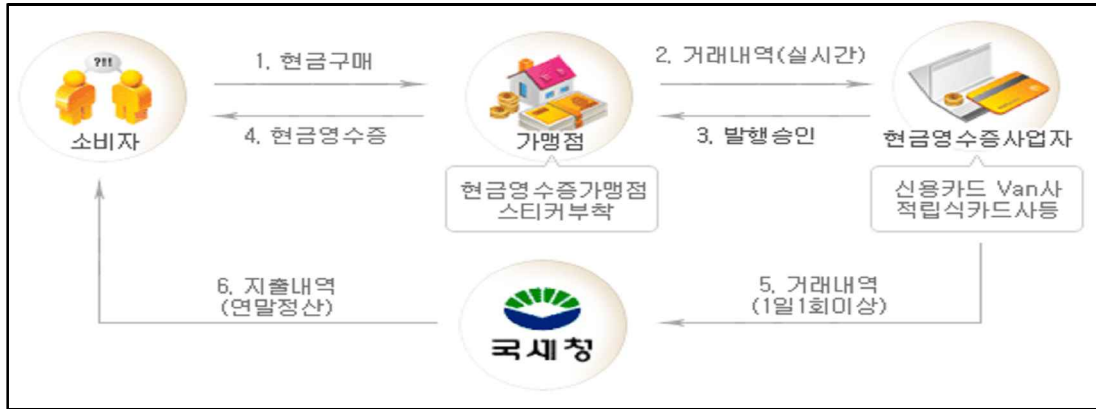 ?!!
1. 현금구매
2. 거래내역(실시간)
4. 현금영수증
3. 발행승인
소비자
가맹점
현금영수증사업자
현금영수증가맹점
스티커부착
신용카드 Van사
적립식카드사등
6. 지출내역
(연말정산)
5. 거래내역
(1일1회이상)
국세청